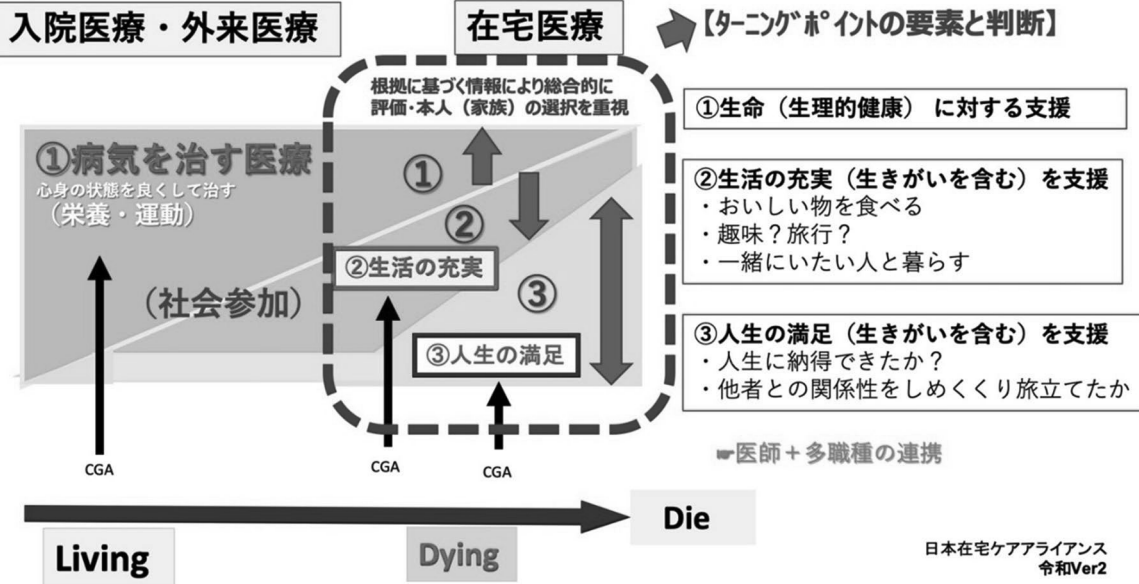 入院医療・外来医療
在宅医療
【ﾀｰﾆﾝｸﾞﾎﾟｲﾝﾄの要素と判断】
根拠に基づく情報により総合的に
評価・本人（家族）の選択を重視
①病気を治す医療
心身の状態を良くして治す
（栄養・運動）
（社会参加）
①
②
②生活の充実
③
③人生の満足
CGA
CGA
CGA
①生命（生理的健康） に対する支援
②生活の充実（生きがいを含む）を支援
・おいしい物を食べる
・趣味？旅行？
・一緒にいたい人と暮らす
③人生の満足（生きがいを含む）を支援
・人生に納得できたか？
・他者との関係性をしめくくり旅立てたか
☛医師＋多職種の連携
Living
Dying
Die
日本在宅ケアアライアンス
令和Ver2